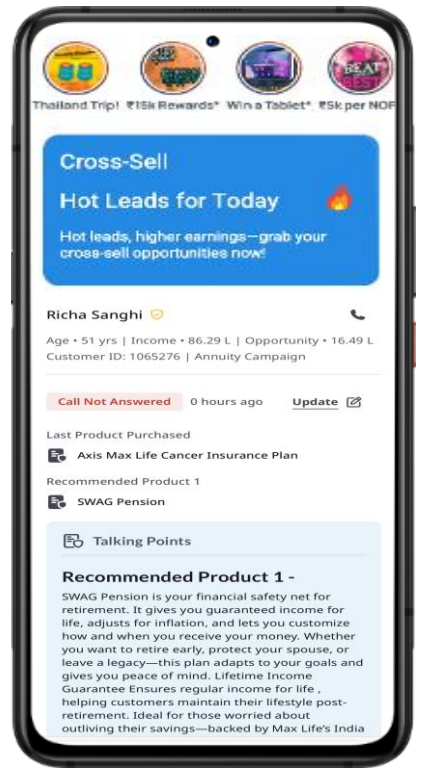 BEAT
BEST
Thailand Trip! ₹15k Rewards* Win a Tablet* ₹5k per NOP
Cross-Sell
Hot Leads for Today
Hot leads, higher earnings—grab your
cross-sell opportunities now!
Richa Sanghi
Age • 51 yrs | Income • 86.29 L | Opportunity • 16.49 L
Customer ID: 1065276 | Annuity Campaign
Call Not Answered 0 hours ago Update
Last Product Purchased
Axis Max Life Cancer Insurance Plan
Recommended Product 1
SWAG Pension
Talking Points
Recommended Product 1 -
SWAG Pension is your financial safety net for
retirement. It gives you guaranteed income for
life, adjusts for inflation, and lets you customize
how and when you receive your money. Whether
you want to retire early, protect your spouse, or
leave a legacy—this plan adapts to your goals and
gives you peace of mind. Lifetime Income
Guarantee Ensures regular income for life ,
helping customers maintain their lifestyle post-
retirement. Ideal for those worried about
outliving their savings—backed by Max Life's India